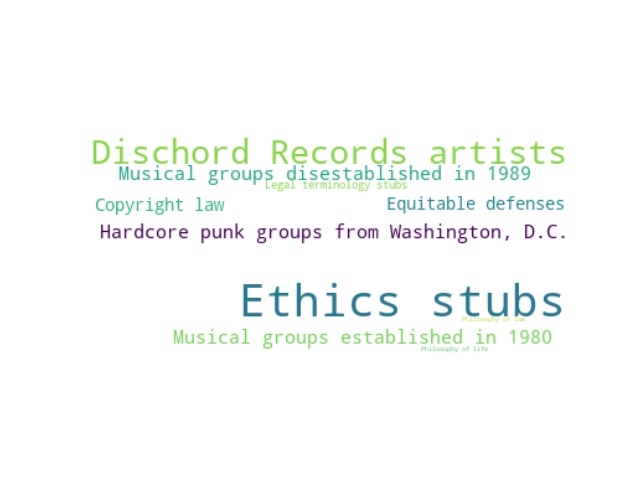 Dischord Records artists
Musical groups disestablished in 1989
Legal terminology stubs
Copyright law
Equitable defenses
Hardcore punk groups from Washington, D.C.
Ethics stubs
Philosophy of law
Musical groups established in 1980
Philosophy of life